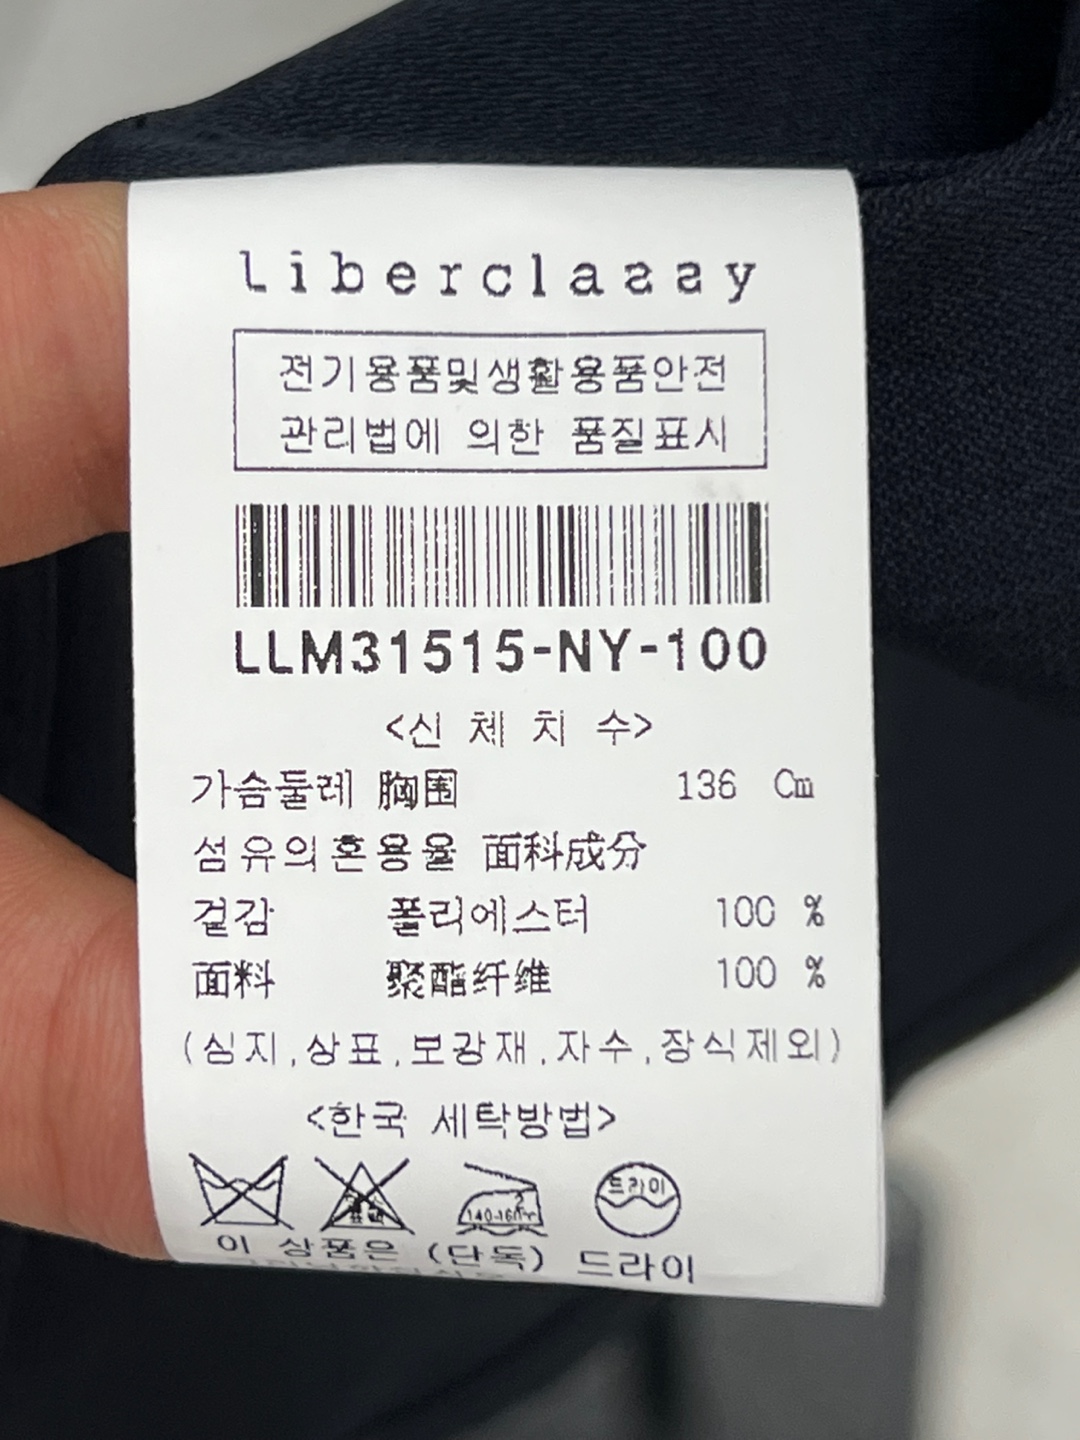 Liberclassy
전기용품및생활용품안전
관리법에 의한 품질표시
LLM31515-NY-100
<신 체 치 수>
가슴둘레 胸围 136 Cm
섬유의혼용율 面科成分
겉감 폴리에스터 100 %
面料 聚酯纤维 100 %
(심지,상표,보강재,자수,장식제외)
<한국 세탁방법>
140-160℃ 드라이
이 상품은 (단독) 드라이